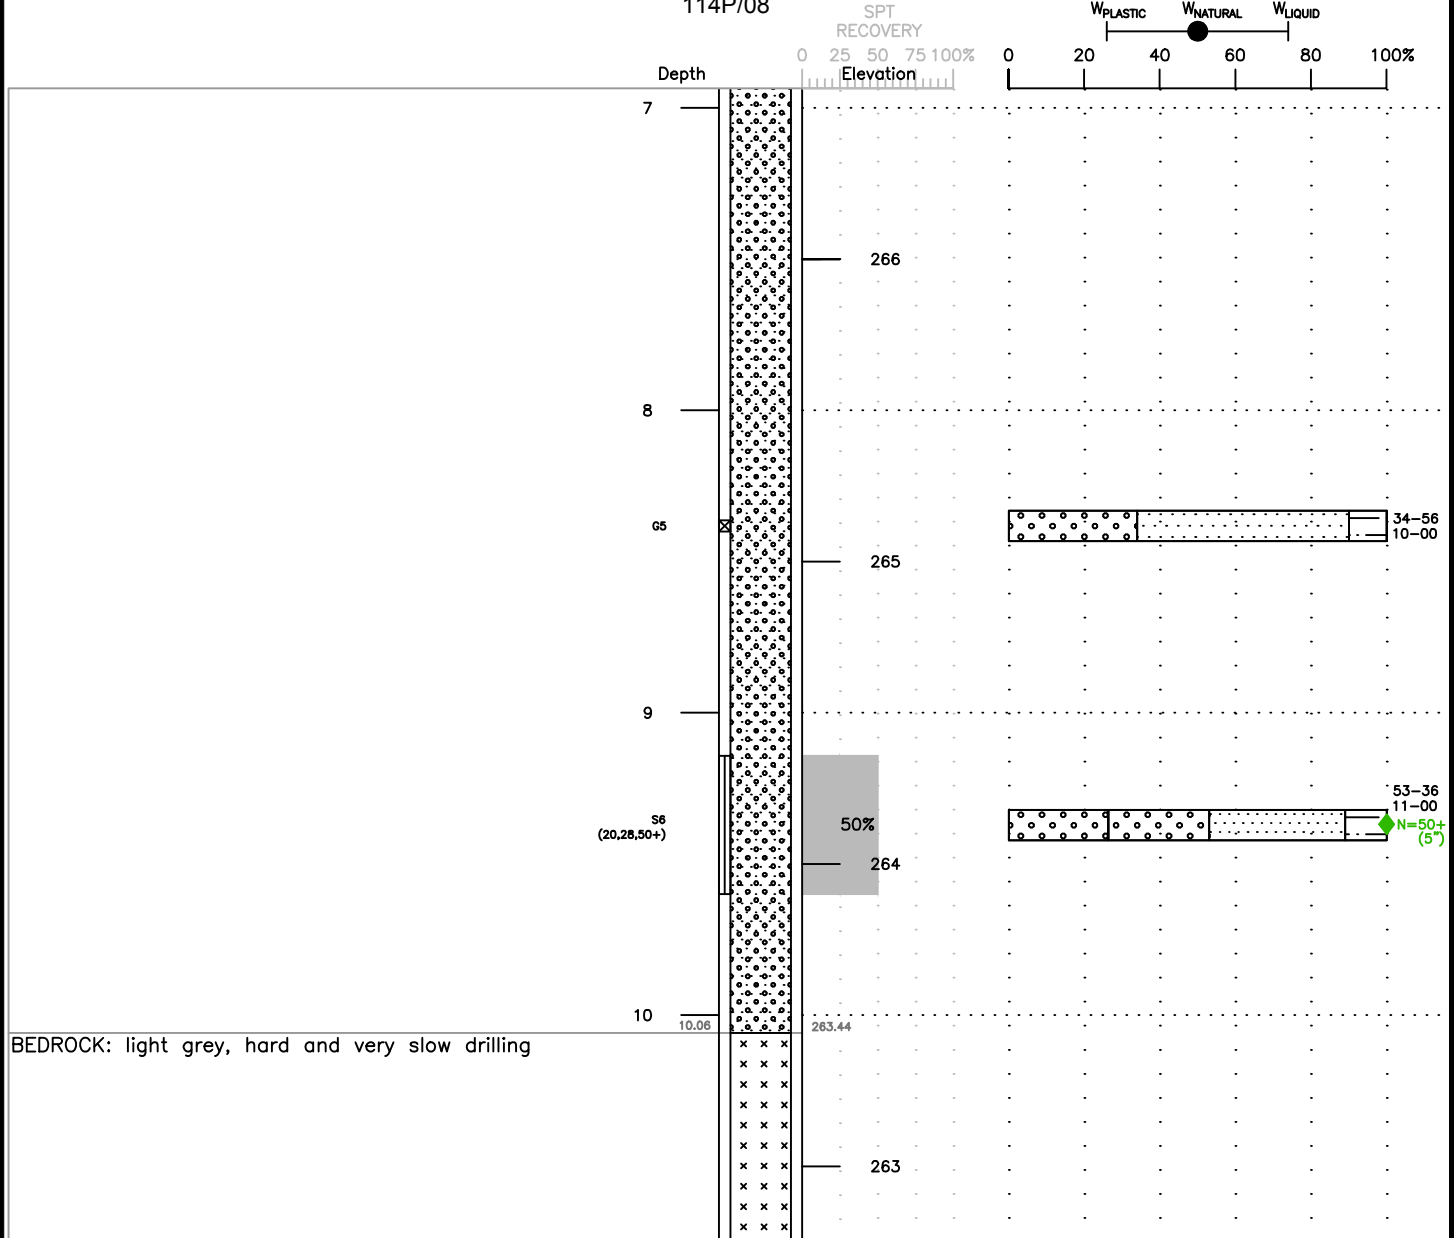 114P/08
SPT
RECOVERY
0 25 50 75 100%
WPLASTIC WNATURAL WLIQUID
0 20 40 60 80 100%
Depth
Elevation
7
266
8
G5
34-56
10-00
265
9
53-36
11-00
S6
(20,28,50+)
50%
N=50+
(5")
264
10
10.06
263.44
BEDROCK: light grey, hard and very slow drilling
263